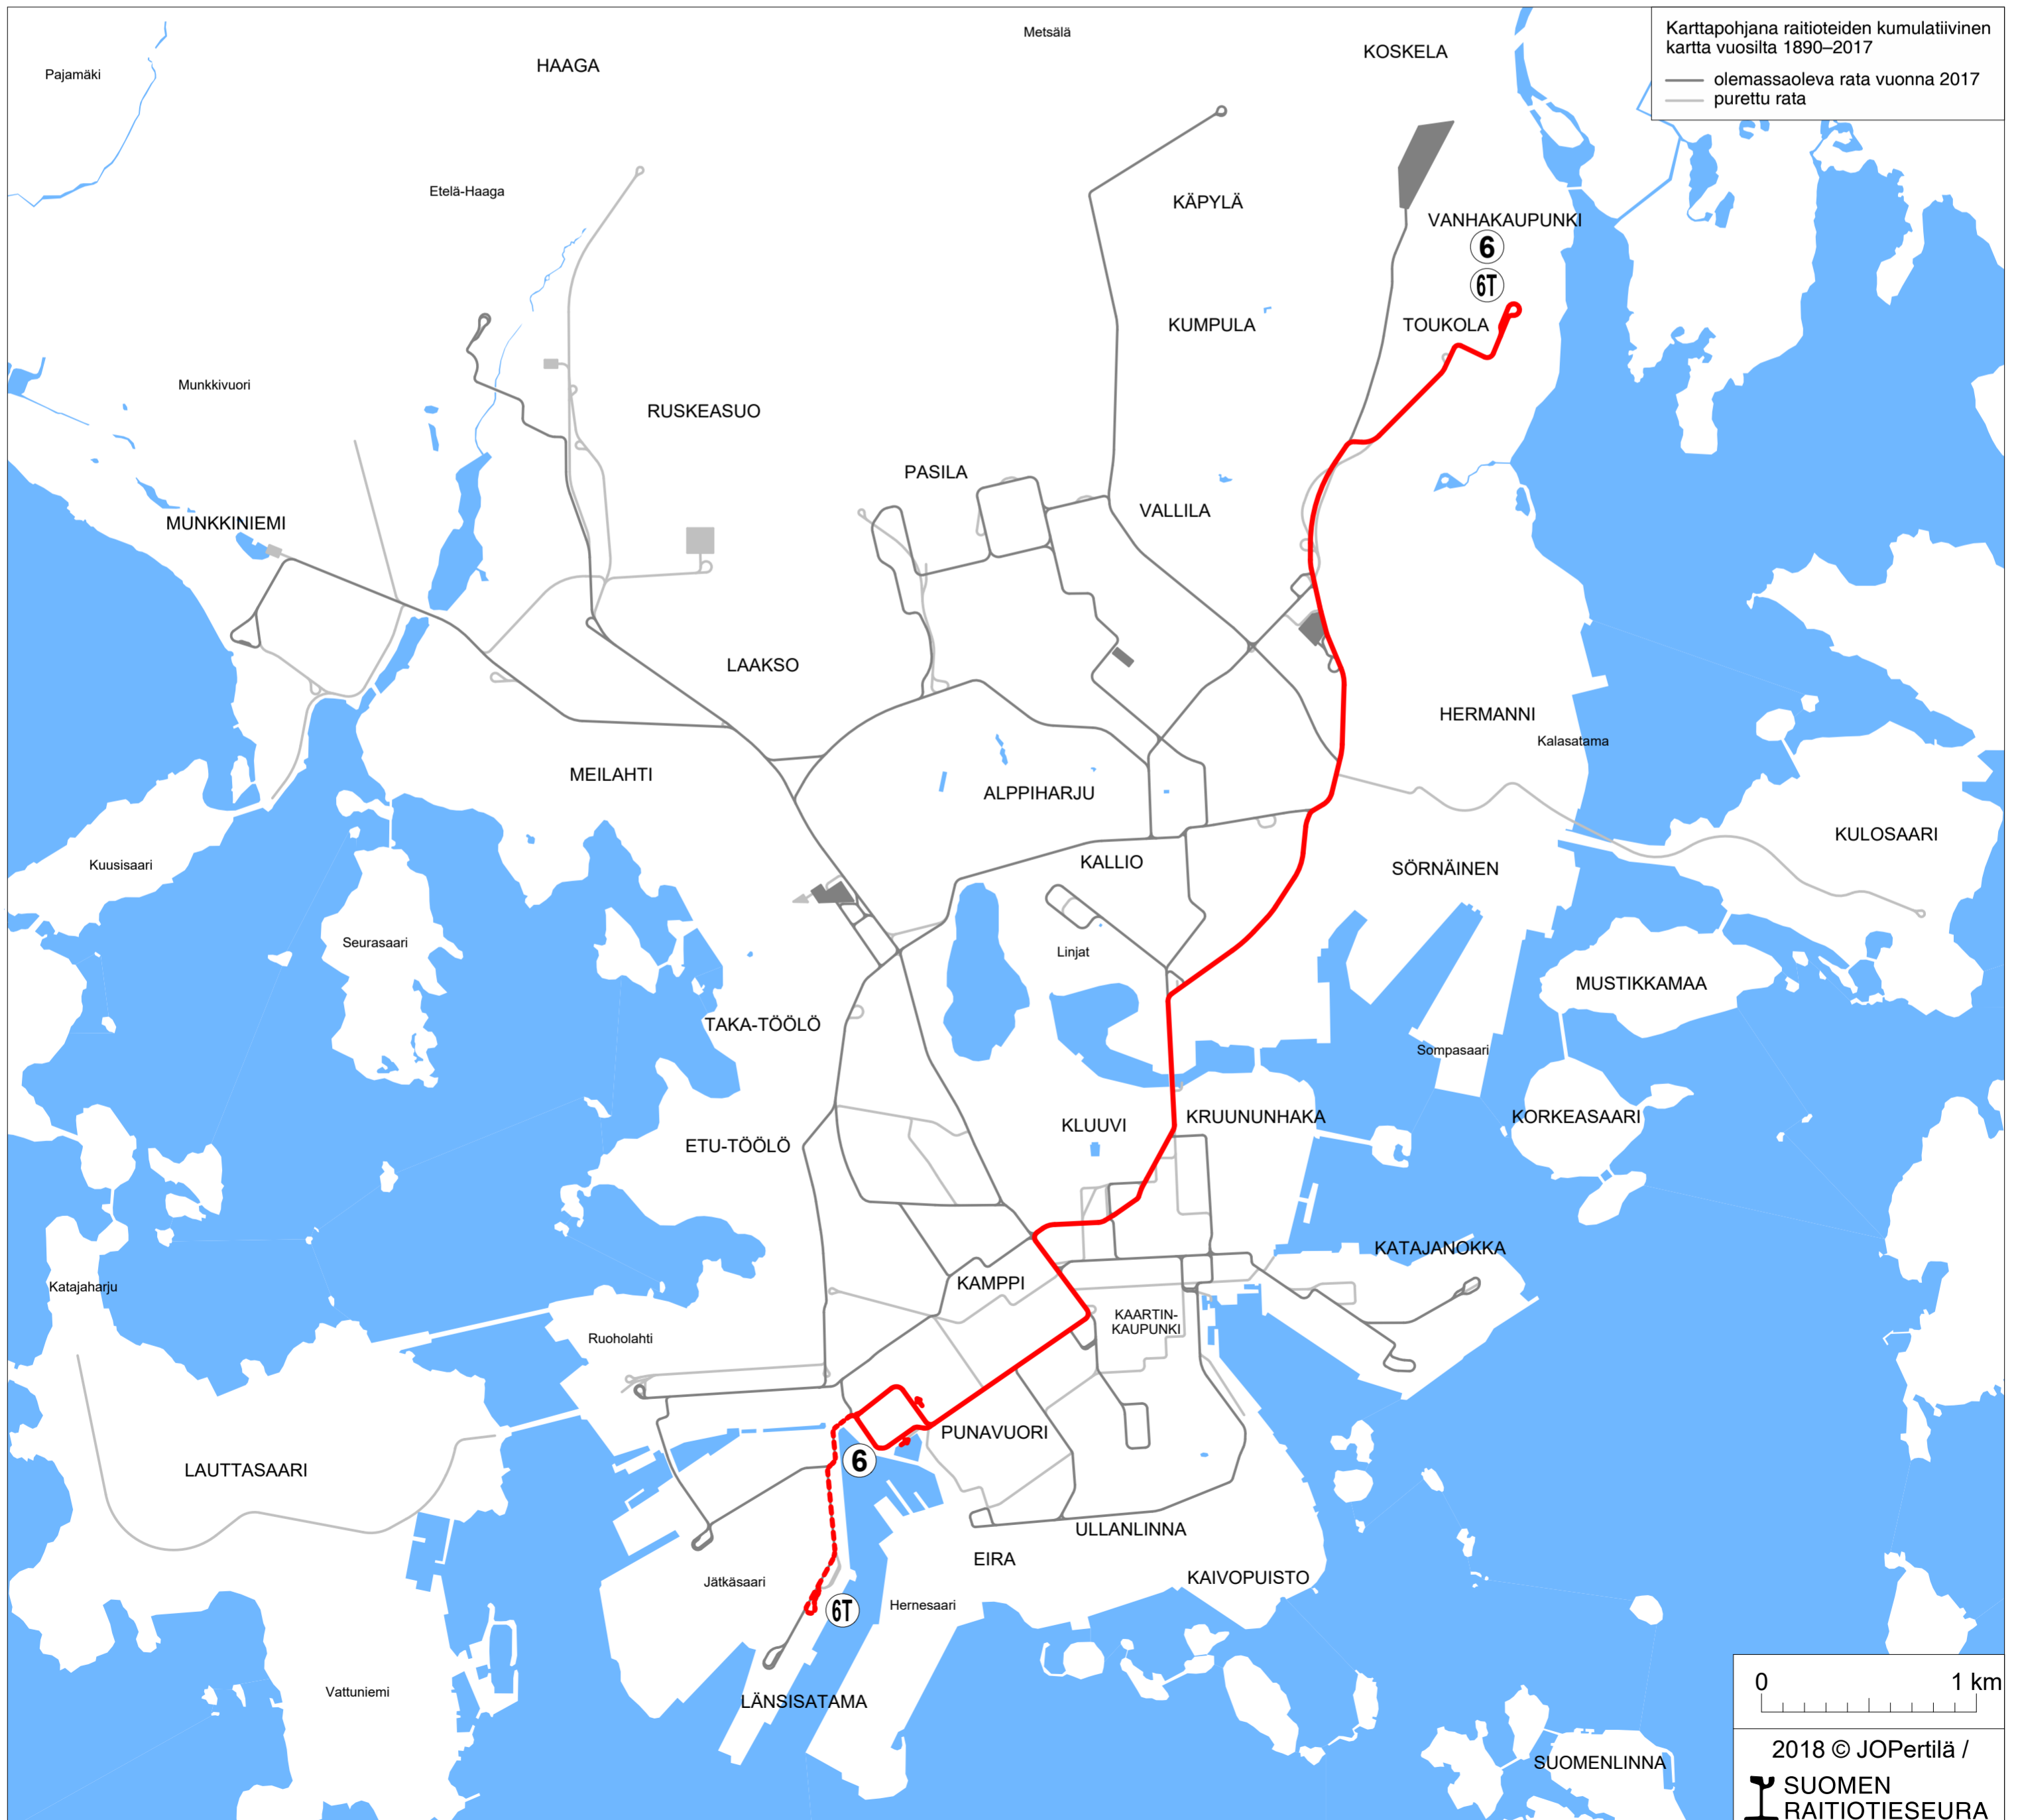 Karttapohjana raitioteiden kumulatiivinen
kartta vuosilta 1890–2017
olemassaoleva rata vuonna 2017
purettu rata
Metsälä
KOSKELA
HAAGA
Pajamäki
Etelä-Haaga
KÄPYLÄ
VANHAKAUPUNKI
6
6T
KUMPULA
TOUKOLA
Munkkivuori
RUSKEASUO
PASILA
VALLILA
MUNKKINIEMI
LAAKSO
HERMANNI
Kalasatama
MEILAHTI
ALPPIHARJU
KULOSAARI
KALLIO
Kuusisaari
SÖRNÄINEN
Seurasaari
Linjat
MUSTIKKAMAA
TAKA-TÖÖLÖ
Sompasaari
KLUUVI
KRUUNUNHAKA
KORKEASAARI
ETU-TÖÖLÖ
KATAJANOKKA
Katajaharju
KAMPPI
KAARTIN-
KAUPUNKI
Ruoholahti
PUNAVUORI
6
LAUTTASAARI
ULLANLINNA
EIRA
Jätkäsaari
KAIVOPUISTO
Hernesaari
6T
Vattuniemi
LÄNSISATAMA
SUOMENLINNA
0 1 km
2018 © JOPertilä /
SUOMEN
RAITIOTIESEURA